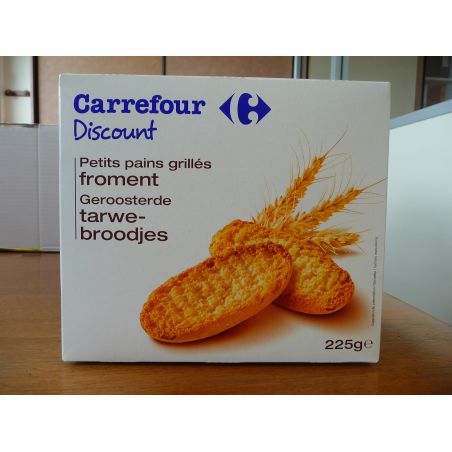 Carrefour
Discount
Petits pains grillés
froment
Geroosterde
tarwe-
broodjes
225g℮